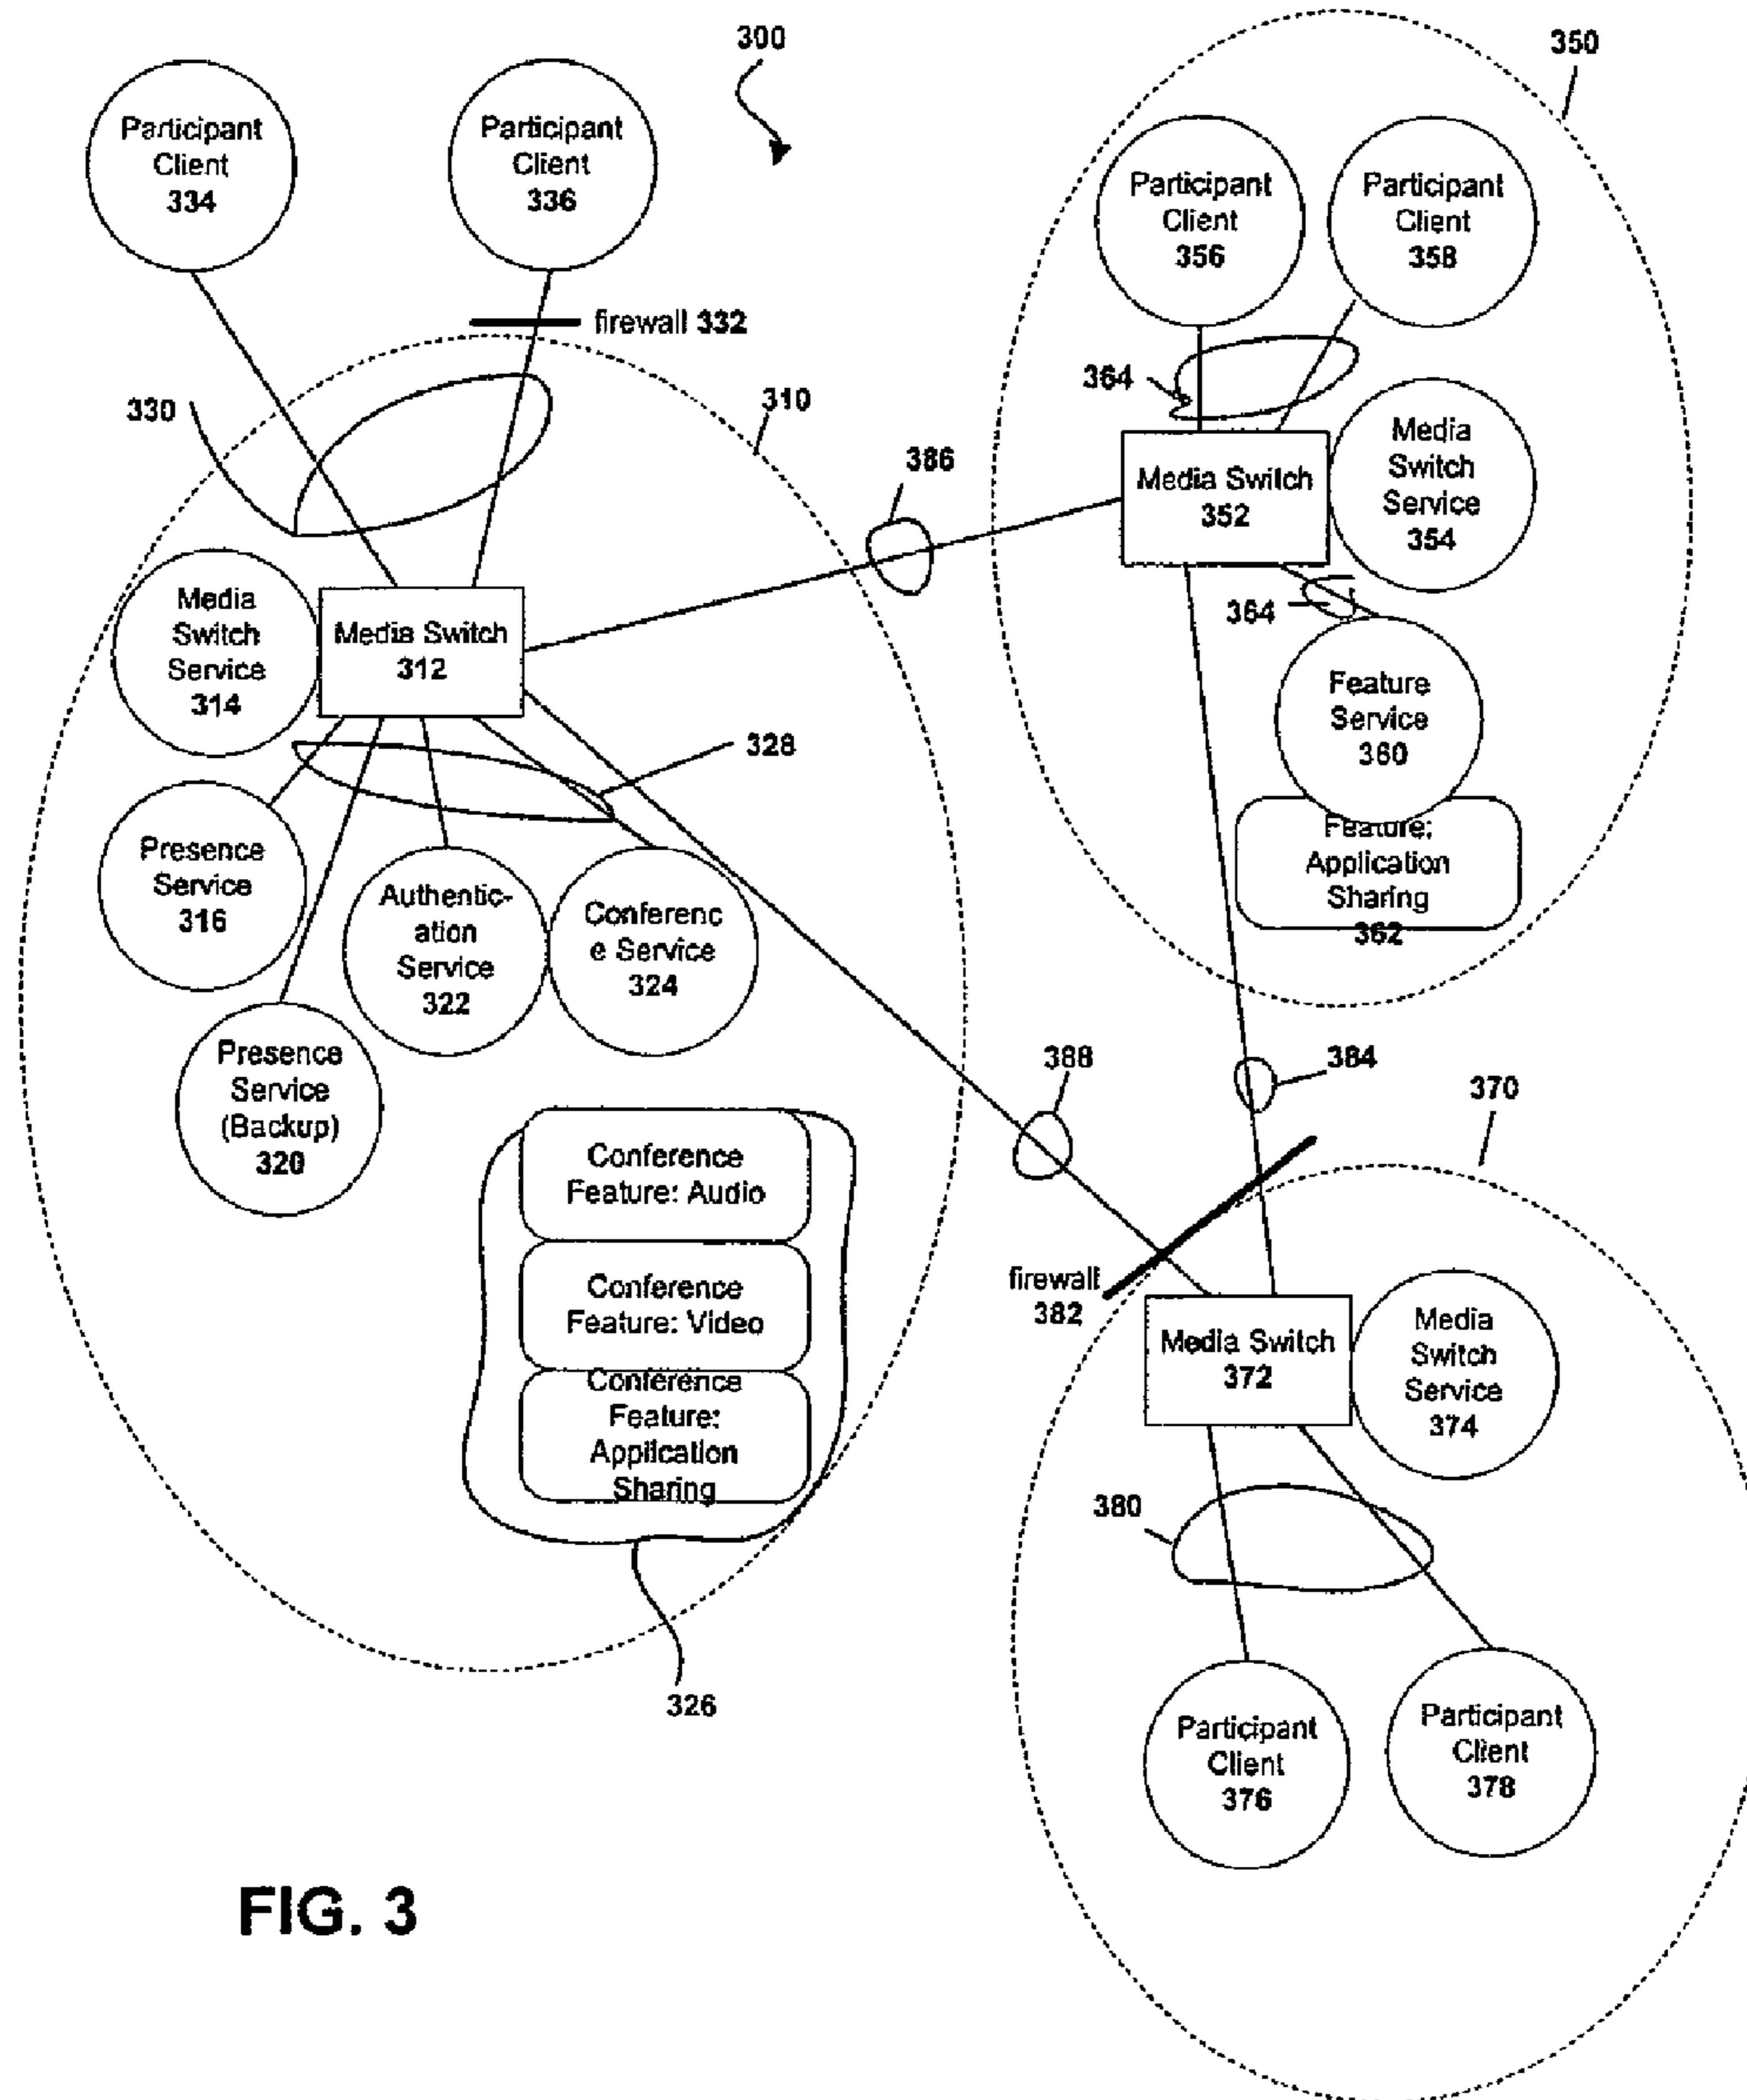 300
350
Participant
Client
334
Participant
Client
336
Participant
Client
356
Participant
Client
358
firewall 332
330
310
364
386
Media Switch
352
Media
Switch
Service
354
Media
Switch
Service
314
Media Switch
312
364
328
Feature
Service
360
Feature:
Application
Sharing
362
Presence
Service
316
Authentic-
ation
Service
322
Conferenc
e Service
324
Presence
Service
(Backup)
320
388
384
370
Conference
Feature: Audio
Conference
Feature: Video
Conference
Feature:
Application
Sharing
326
firewall
382
Media Switch
372
Media
Switch
Service
374
380
Participant
Client
376
Participant
Client
378
FIG. 3